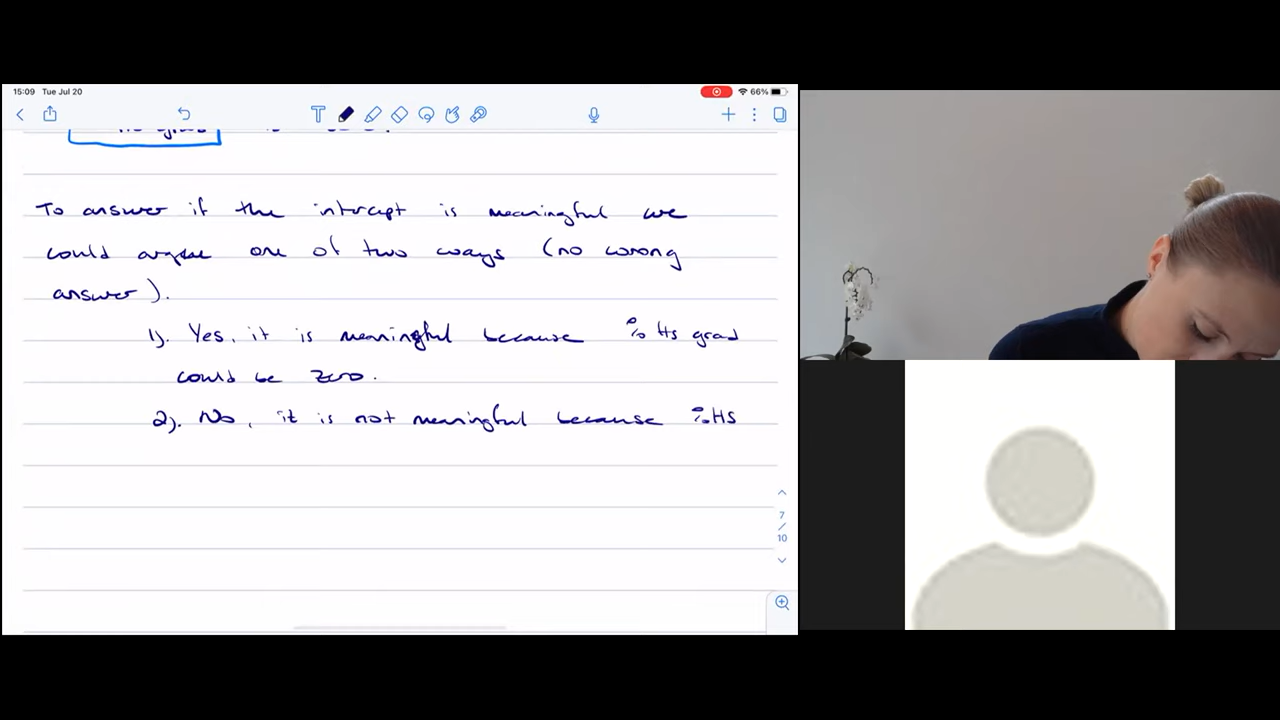 15:09 Tue Jul 20
66%
To answer if the intercept is meaningful we
could argue one of two ways (no wrong
answer).
1). Yes, it is meaningful because % HS grad
could be zero.
2). No, it is not meaningful because %HS
7
/
10